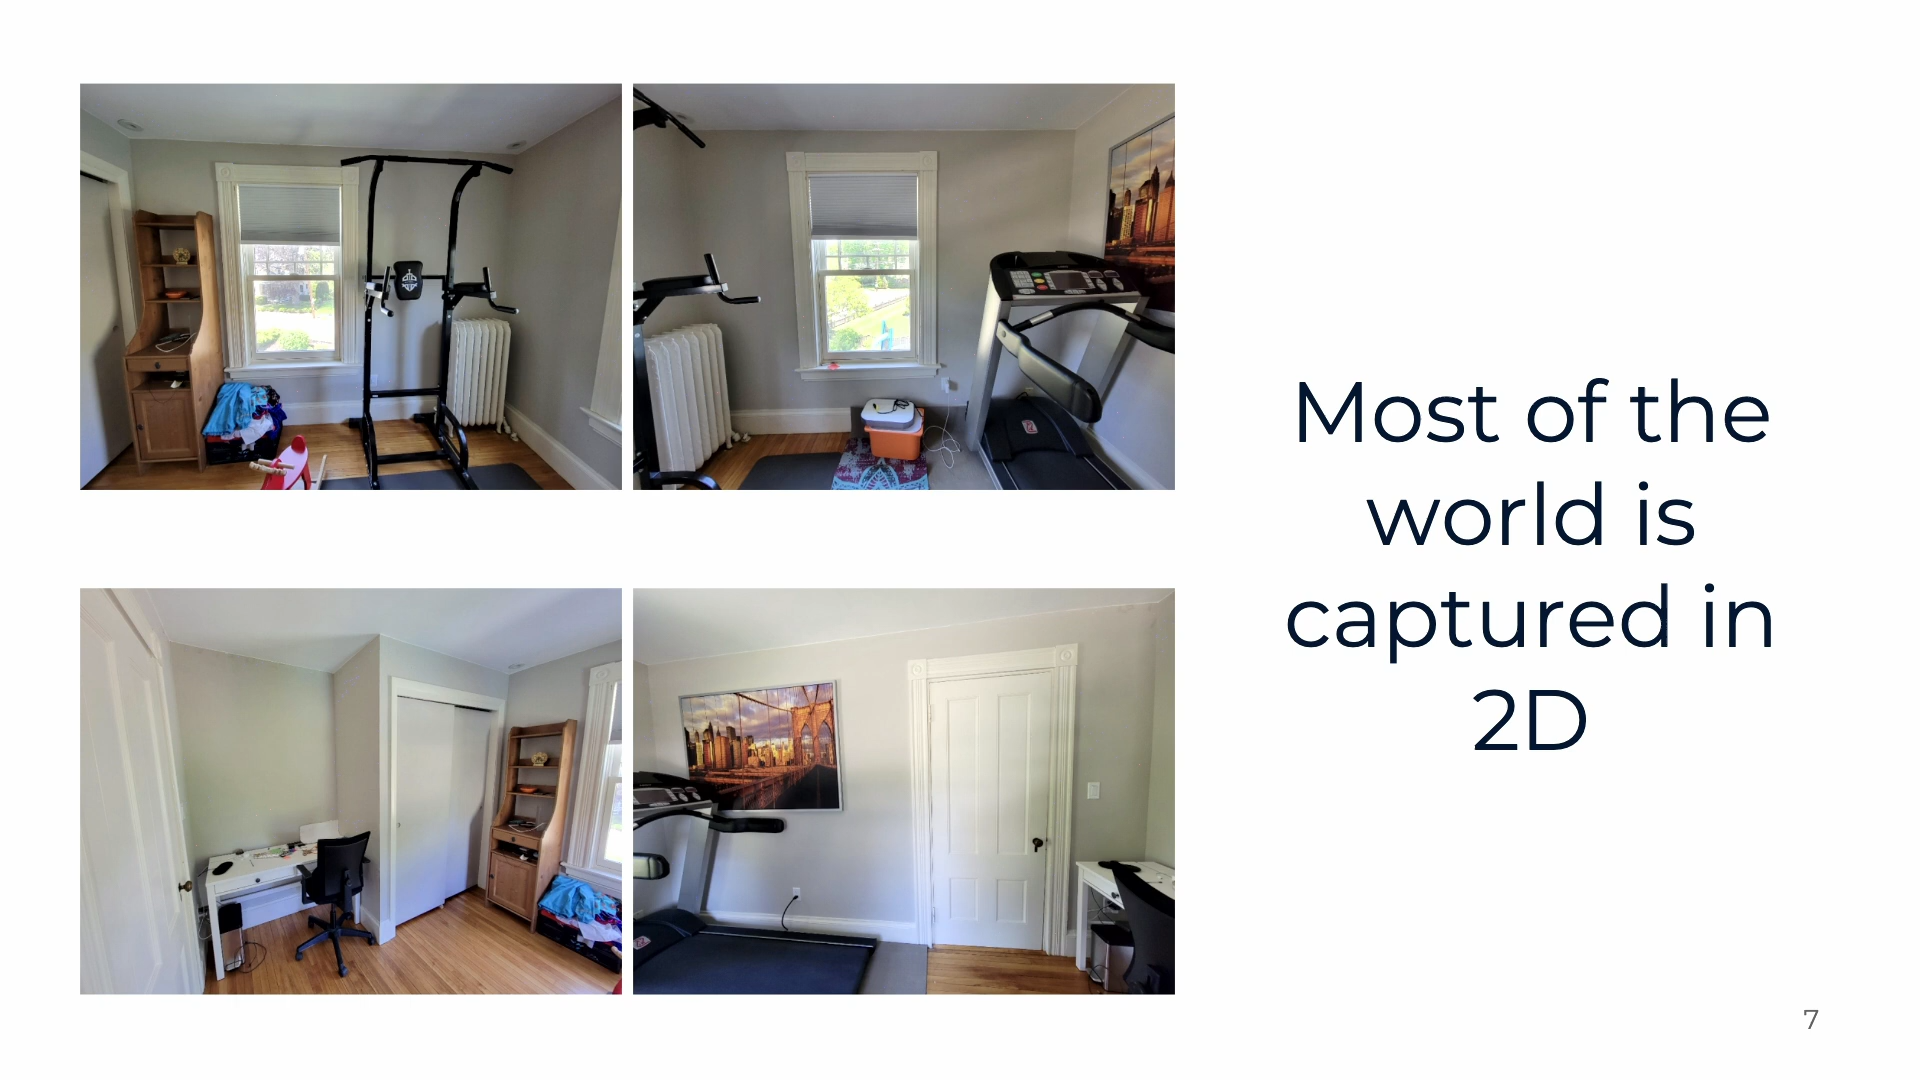 Most of the
world is
captured in
2D
7